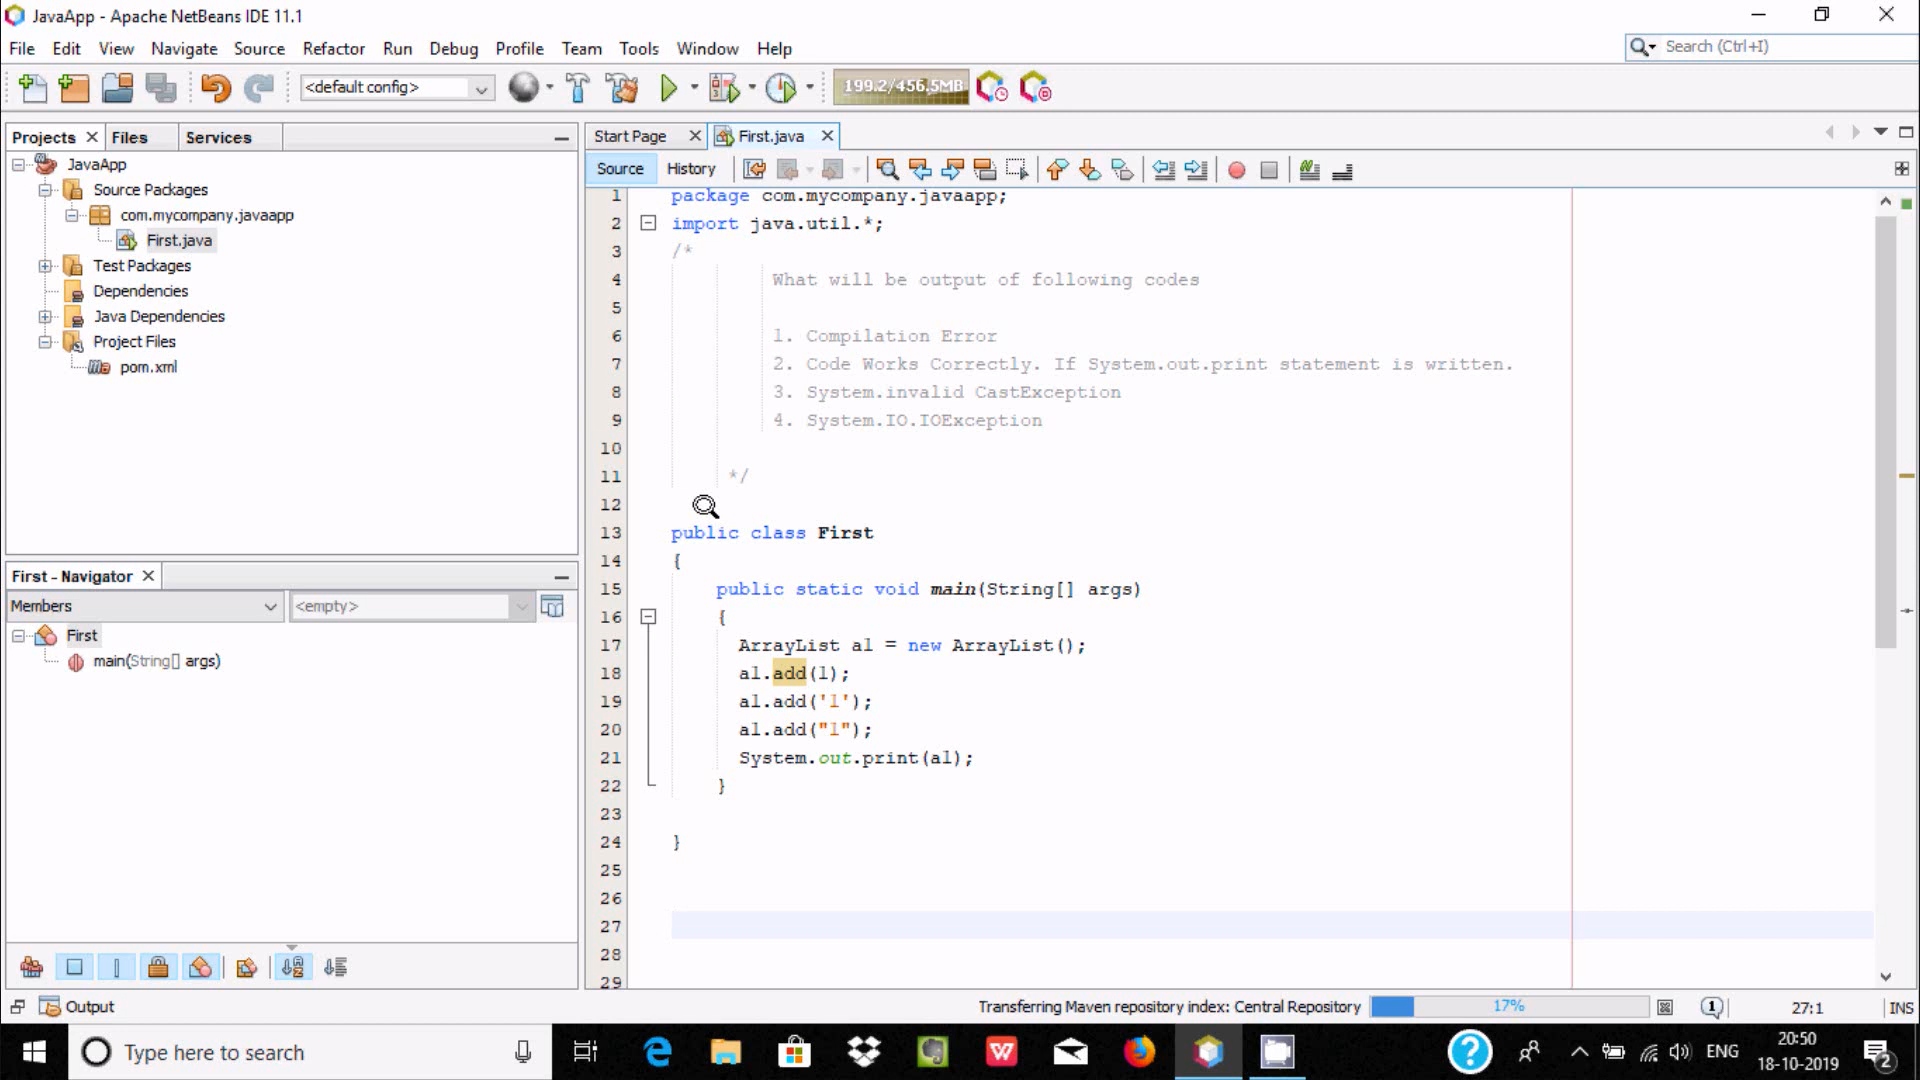 JavaApp - Apache NetBeans IDE 11.1
File Edit View Navigate Source Refactor Run Debug Profile Team Tools Window Help
Search (Ctrl+I)
<default config>
199.2/456.5MB
Projects Files Services
Start Page First.java
Source History
JavaApp
Source Packages
com.mycompany.javaapp
First.java
Test Packages
Dependencies
Java Dependencies
Project Files
pom.xml
First - Navigator
Members <empty>
First
main(String[] args)
1 package com.mycompany.javaapp;
2 import java.util.*;
3 /*
4 What will be output of following codes
5
6 1. Compilation Error
7 2. Code Works Correctly. If System.out.print statement is written.
8 3. System.invalid CastException
9 4. System.IO.IOException
10
11 */
12
13 public class First
14 {
15 public static void main(String[] args)
16 {
17 ArrayList al = new ArrayList();
18 al.add(1);
19 al.add('1');
20 al.add("1");
21 System.out.print(al);
22 }
23
24 }
25
26
27
28
29
Output
Transferring Maven repository index: Central Repository 17% 1 27:1 INS
Type here to search
ENG
20:50
18-10-2019
2